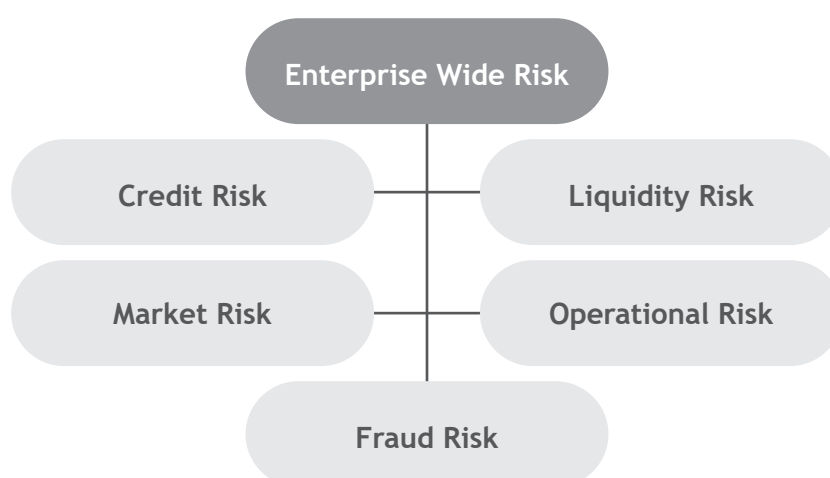 Enterprise Wide Risk
Credit Risk
Liquidity Risk
Market Risk
Operational Risk
Fraud Risk